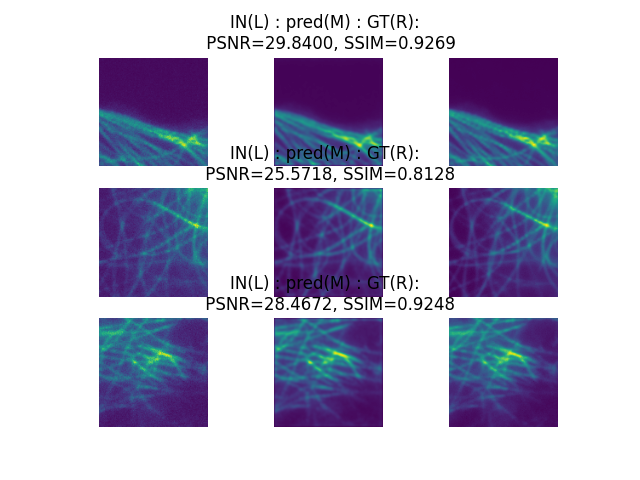 IN(L) : pred(M) : GT(R):
PSNR=29.8400, SSIM=0.9269
IN(L) : pred(M) : GT(R):
PSNR=25.5718, SSIM=0.8128
IN(L) : pred(M) : GT(R):
PSNR=28.4672, SSIM=0.9248